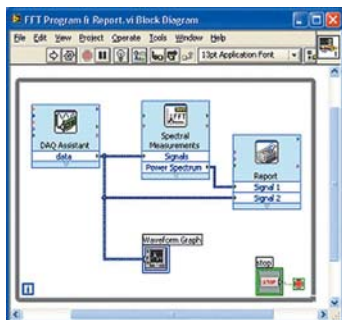 FFT Program & Report.vi Block Diagram
File Edit View Project Operate Tools Window Help
13pt Application Font
DAQ Assistant
data
FFT
Spectral
Measurements
Signals
Power Spectrum
Report
Signal 1
Signal 2
Waveform Graph
stop
STOP
i